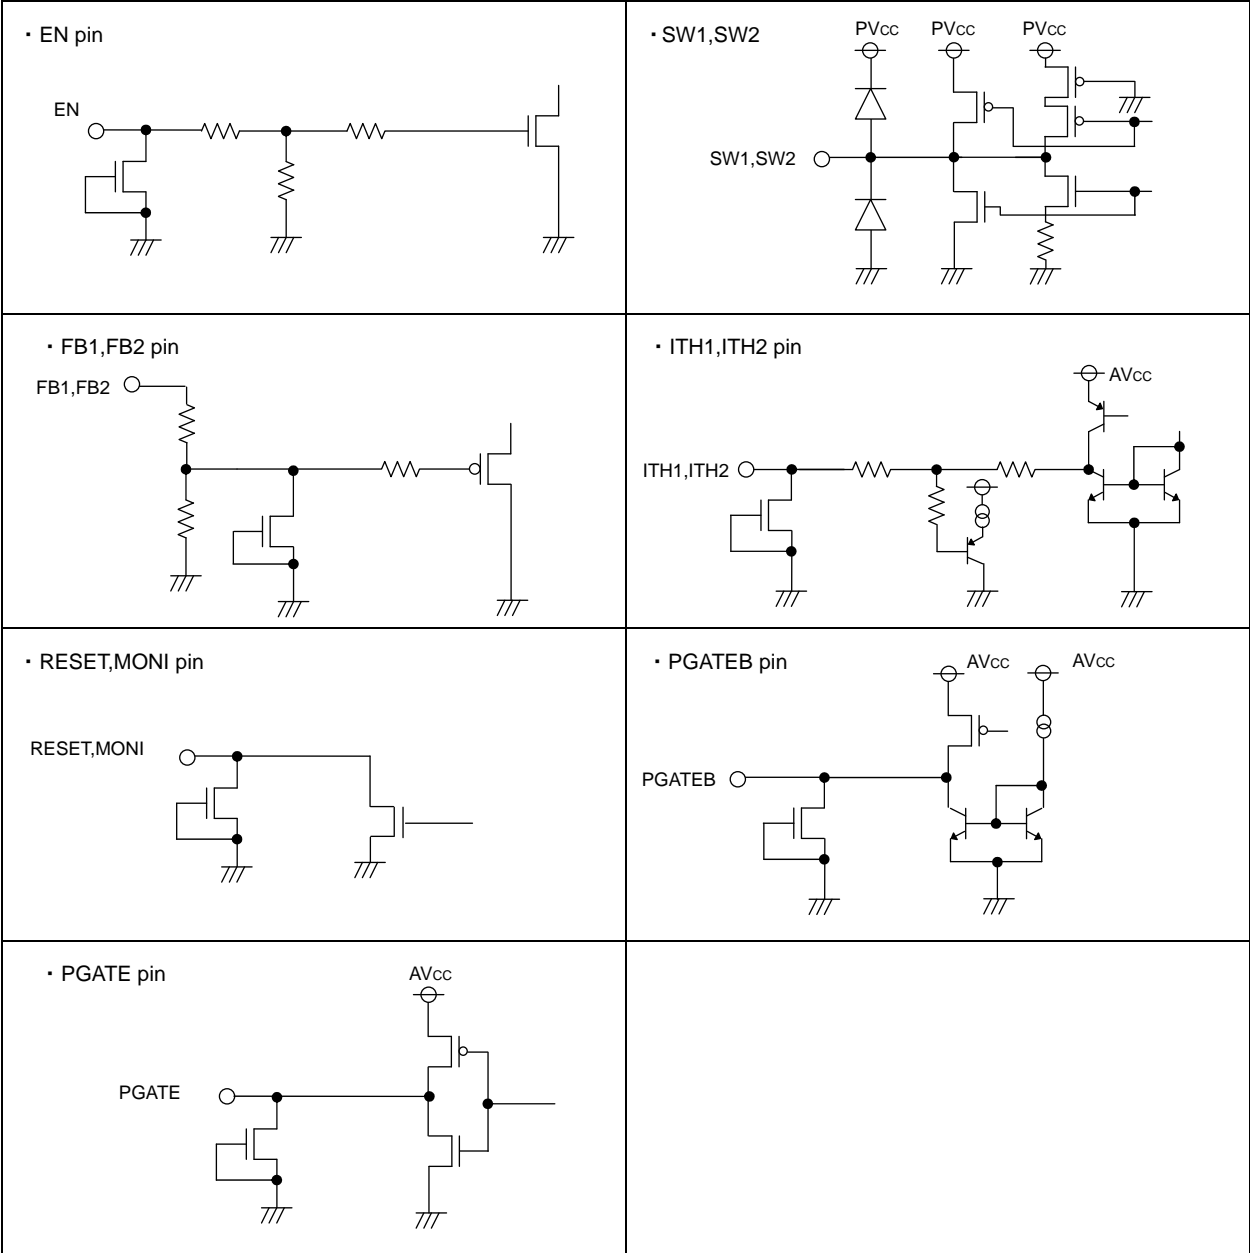 ・EN pin
EN
・SW1,SW2
PVCC PVCC PVCC
SW1,SW2
・FB1,FB2 pin
FB1,FB2
・ITH1,ITH2 pin
AVCC
ITH1,ITH2
・RESET,MONI pin
RESET,MONI
・PGATEB pin
AVCC AVCC
PGATEB
・PGATE pin
AVCC
PGATE